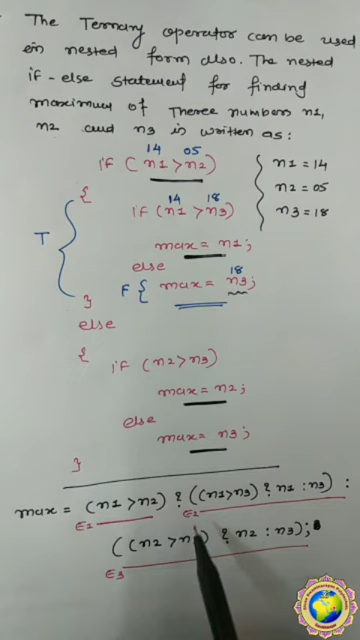 The Ternary operator can be used
in nested form also. The nested
if-else statement for finding
maximum of Theree numbers n1,
n2 and n3 is written as:
14 05
if (n1>n2)
n1=14
n2=05
n3=18
{
14 18
if (n1>n3)
T
max = n1;
else
18
F { max = n3;
}
else
{ if (n2>n3)
max = n2;
else
max = n3;
}
max = (n1>n2) ? ((n1>n3) ? n1 : n3) :
E1 E2
((n2>n ) ? n2 : n3);
E3